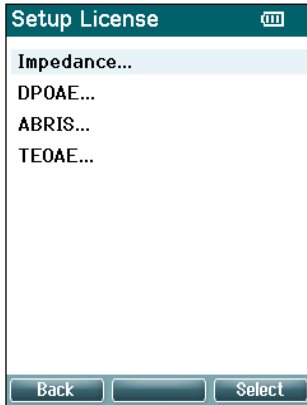 Setup License
Impedance...
DPOAE...
ABRIS...
TEOAE...
Back Select